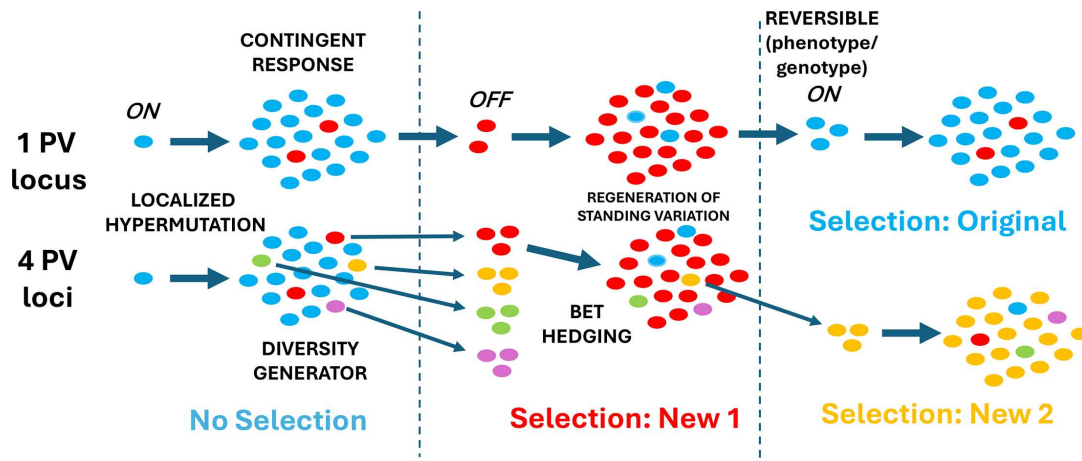 CONTINGENT
RESPONSE
ON
1 PV
locus
OFF
REVERSIBLE
(phenotype/
genotype)
ON
LOCALIZED
HYPERMUTATION
REGENERATION OF
STANDING VARIATION
Selection: Original
4 PV
loci
DIVERSITY
GENERATOR
BET
HEDGING
No Selection
Selection: New 1
Selection: New 2